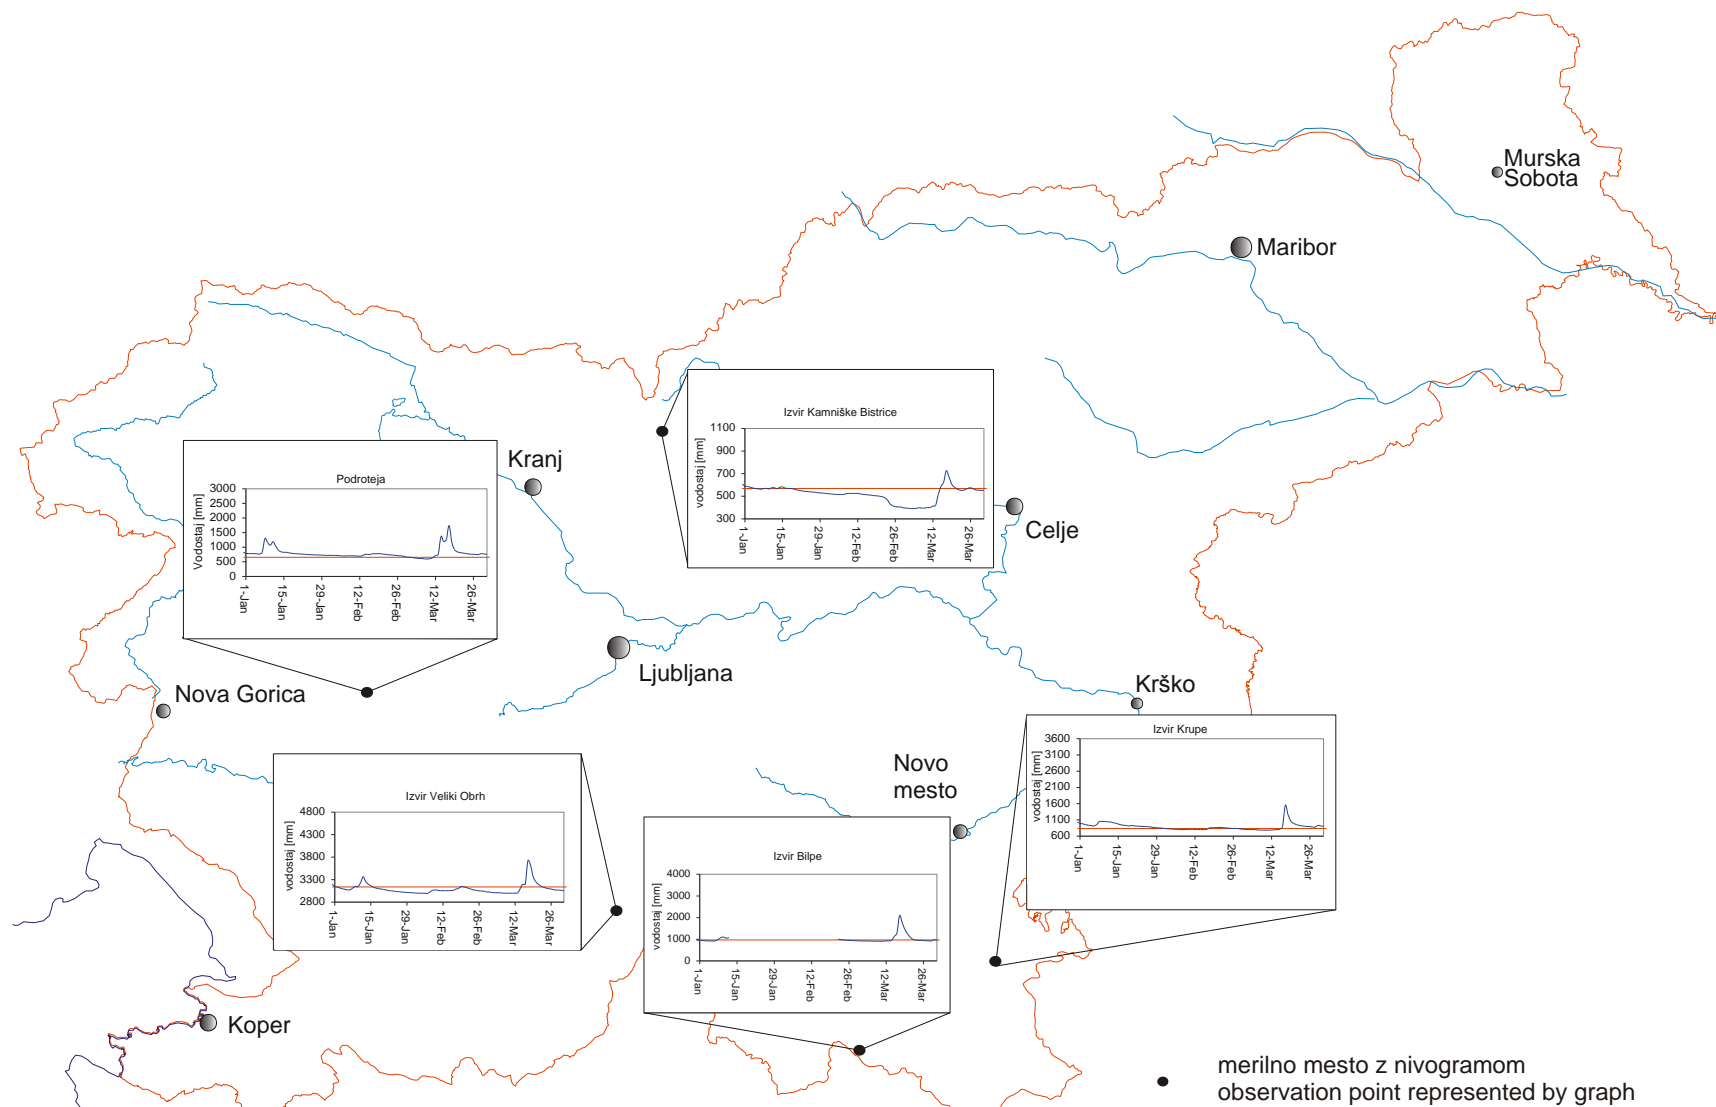 Murska
Sobota
Maribor
Izvir Kamniške Bistrice
1100
900
700
500
300
vodostaj [mm]
1-Jan
15-Jan
29-Jan
12-Feb
26-Feb
12-Mar
26-Mar
Kranj
Podroteja
3000
2500
2000
1500
1000
500
0
Vodostaj [mm]
1-Jan
15-Jan
29-Jan
12-Feb
26-Feb
12-Mar
26-Mar
Celje
Ljubljana
Nova Gorica
Krško
Izvir Krupe
3600
3100
2600
2100
1600
1100
600
vodostaj [mm]
1-Jan
15-Jan
29-Jan
12-Feb
26-Feb
12-Mar
26-Mar
Novo
mesto
Izvir Veliki Obrh
4800
4300
3800
3300
2800
vodostaj [mm]
1-Jan
15-Jan
29-Jan
12-Feb
26-Feb
12-Mar
26-Mar
Izvir Bilpe
4000
3000
2000
1000
0
vodostaj [mm]
1-Jan
15-Jan
29-Jan
12-Feb
26-Feb
12-Mar
26-Mar
Koper
merilno mesto z nivogramom
observation point represented by graph